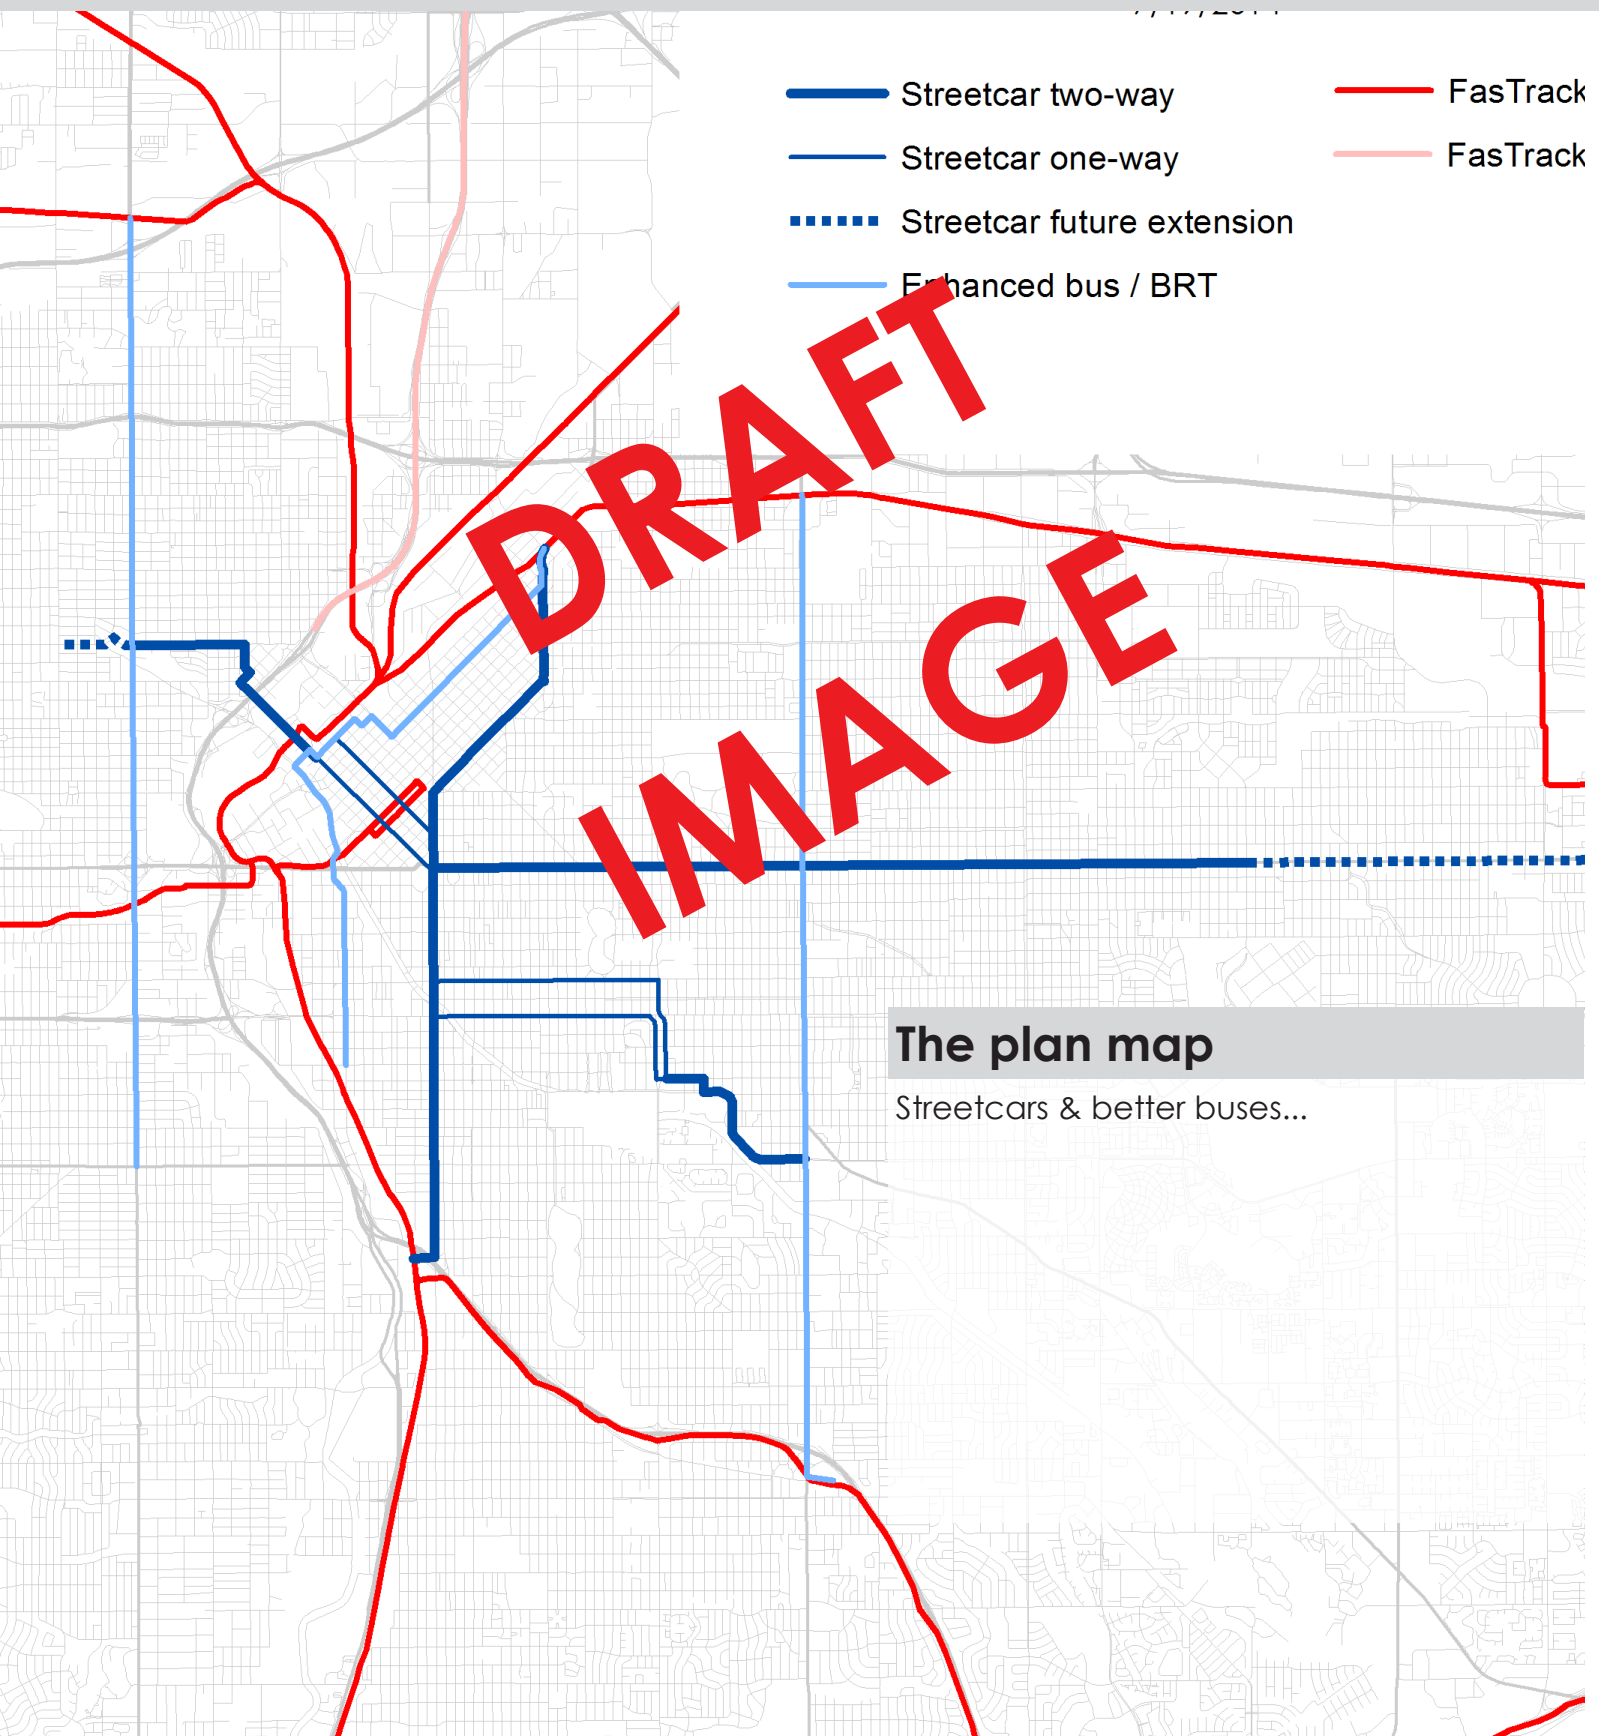 Streetcar two-way
FasTrack
Streetcar one-way
FasTrack
Streetcar future extension
Enhanced bus / BRT
DRAFT
IMAGE
The plan map
Streetcars & better buses...